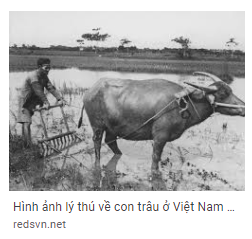 Hình ảnh lý thú về con trâu ở Việt Nam ...
redsvn.net